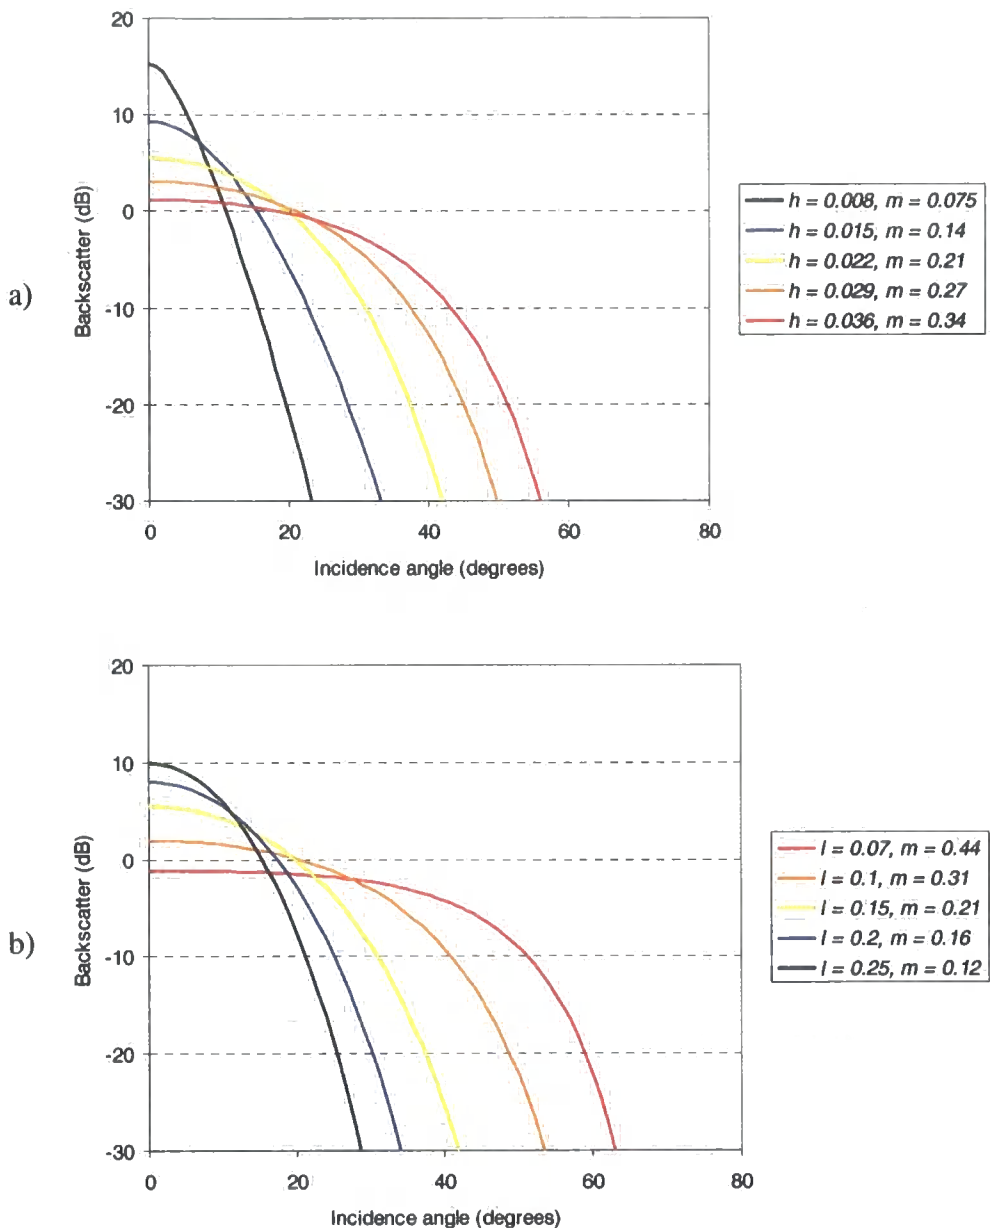 20
10
0
-10
-20
-30
Backscatter (dB)
a)
0
20
40
60
80
Incidence angle (degrees)
h = 0.008, m = 0.075
h = 0.015, m = 0.14
h = 0.022, m = 0.21
h = 0.029, m = 0.27
h = 0.036, m = 0.34
20
10
0
-10
-20
-30
Backscatter (dB)
b)
0
20
40
60
80
Incidence angle (degrees)
l = 0.07, m = 0.44
l = 0.1, m = 0.31
l = 0.15, m = 0.21
l = 0.2, m = 0.16
l = 0.25, m = 0.12